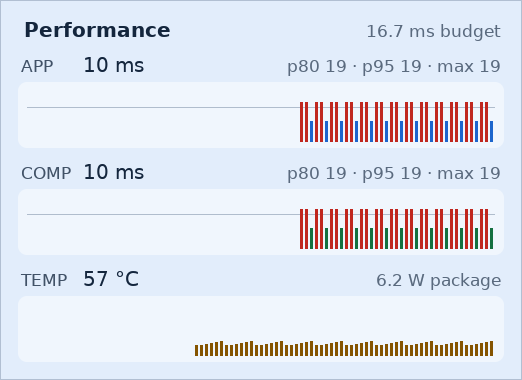 Performance 16.7 ms budget
APP 10 ms p80 19 · p95 19 · max 19
COMP 10 ms p80 19 · p95 19 · max 19
TEMP 57 °C 6.2 W package